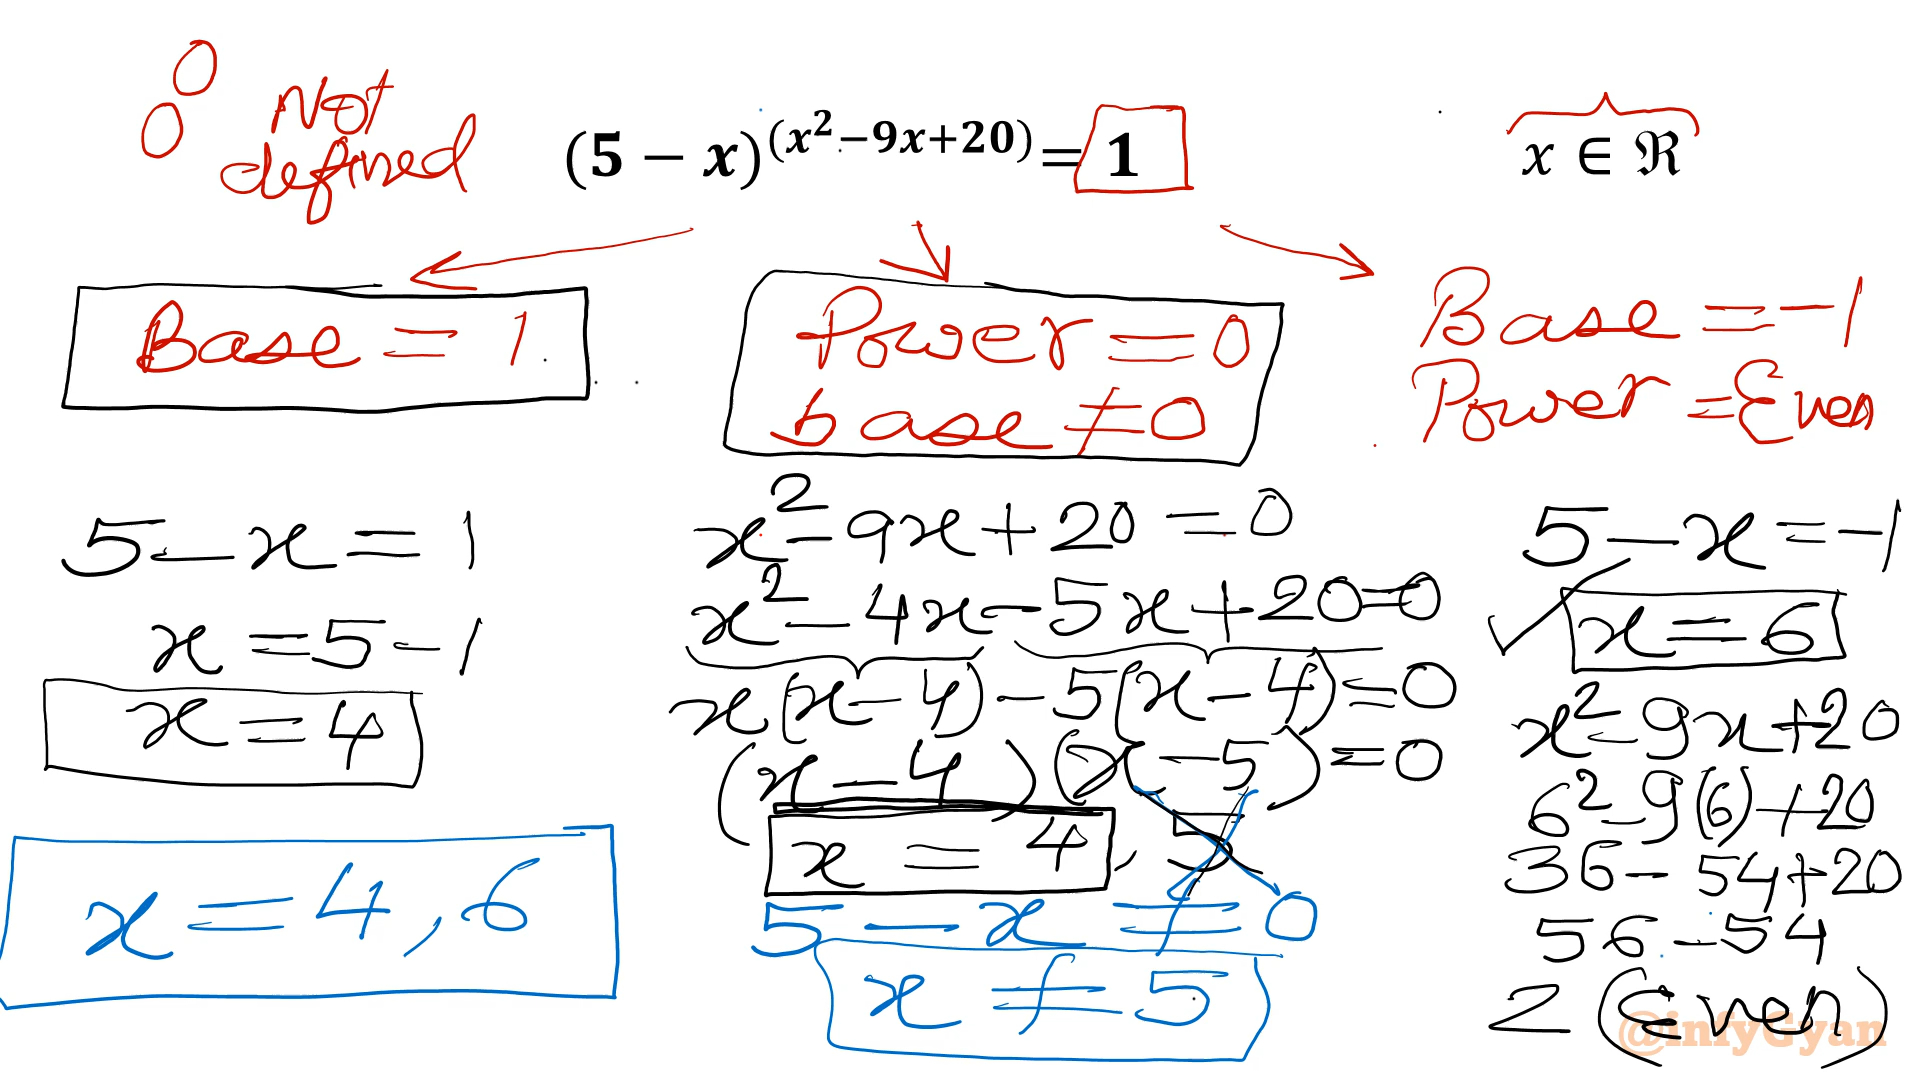 0
0
Not
defined
(5 − x)^(x²−9x+20) = 1
x ∈ ℜ
Base = 1
Power = 0
base ≠ 0
Base = −1
Power = Even
5 − x = 1
x = 5 − 1
x = 4
x = 4, 6
x² − 9x + 20 = 0
x² − 4x − 5x + 20 = 0
x(x − 4) − 5(x − 4) = 0
(x − 4)(x − 5) = 0
x = 4, 5
5 − x ≠ 0
x ≠ 5
5 − x = −1
x = 6
x² − 9x + 20
6² − 9(6) + 20
36 − 54 + 20
56 − 54
2 (Even)
@infyGyan